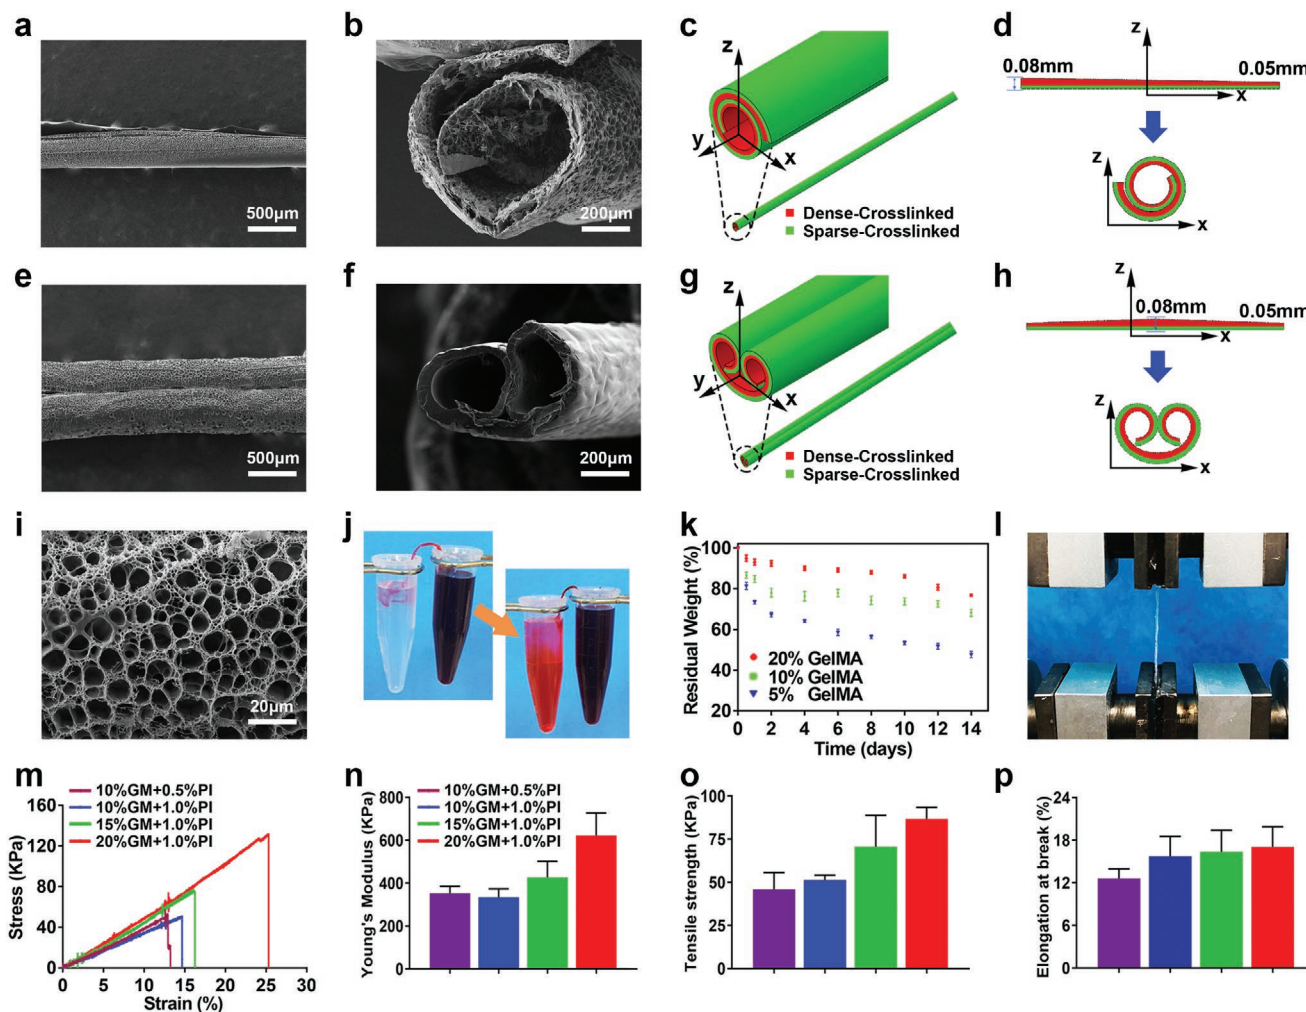 a
500μm
b
200μm
c
z
y
x
Dense-Crosslinked
Sparse-Crosslinked
d
z
0.08mm
0.05mm
x
z
x
e
500μm
f
200μm
g
z
y
x
Dense-Crosslinked
Sparse-Crosslinked
h
z
0.08mm
0.05mm
x
z
x
i
20μm
j
k
Residual Weight (%)
100
80
60
40
20
20% GelMA
10% GelMA
5% GelMA
0 2 4 6 8 10 12 14
Time (days)
l
m
Stress (KPa)
160
120
80
40
0
10%GM+0.5%PI
10%GM+1.0%PI
15%GM+1.0%PI
20%GM+1.0%PI
0 5 10 15 20 25 30
Strain (%)
n
Young's Modulus (KPa)
800
600
400
200
0
10%GM+0.5%PI
10%GM+1.0%PI
15%GM+1.0%PI
20%GM+1.0%PI
o
Tensile strength (KPa)
100
75
50
25
0
p
Elongation at break (%)
24
18
12
6
0